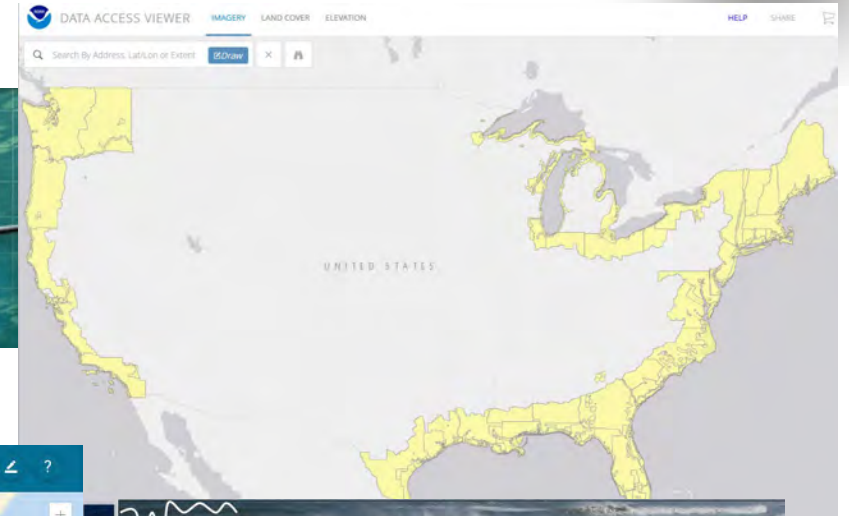 DATA ACCESS VIEWER IMAGERY LAND COVER ELEVATION HELP SHARE
Search By Address, Lat/Lon or Extent Draw
UNITED STATES
?
+